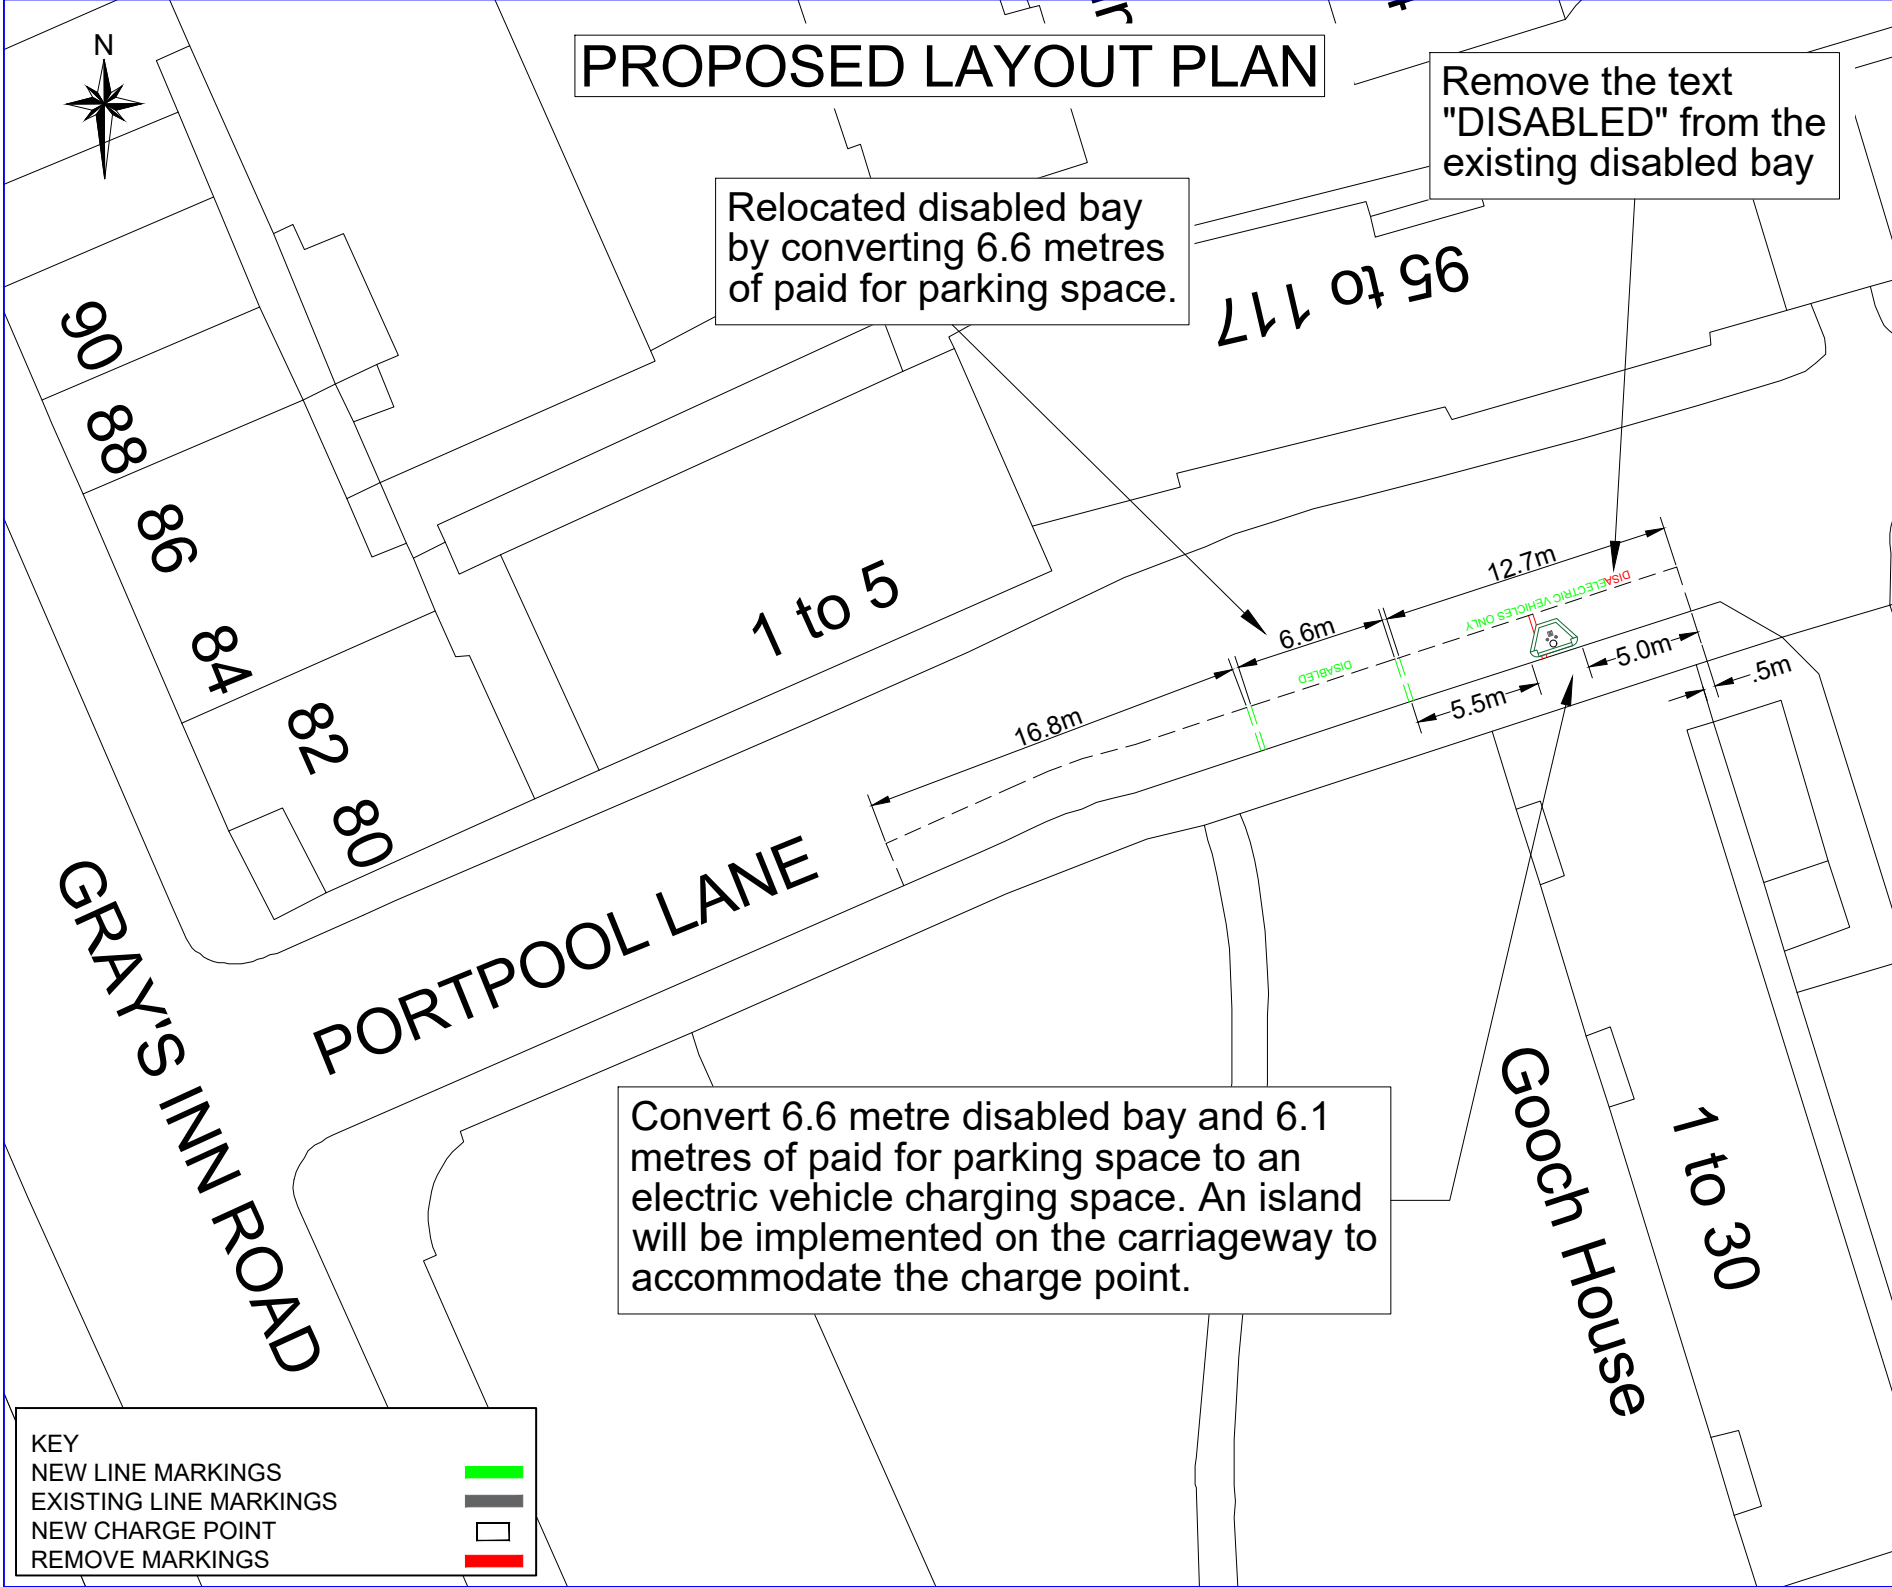 N
PROPOSED LAYOUT PLAN
Remove the text
"DISABLED" from the
existing disabled bay
Relocated disabled bay
by converting 6.6 metres
of paid for parking space.
95 to 117
90
88
86
84
82
80
1 to 5
12.7m
DISA
ELECTRIC VEHICLES ONLY
6.6m
DISABLED
5.0m
.5m
5.5m
16.8m
PORTPOOL LANE
GRAY'S INN ROAD
Convert 6.6 metre disabled bay and 6.1
metres of paid for parking space to an
electric vehicle charging space. An island
will be implemented on the carriageway to
accommodate the charge point.
Gooch House
1 to 30
KEY
NEW LINE MARKINGS
EXISTING LINE MARKINGS
NEW CHARGE POINT
REMOVE MARKINGS